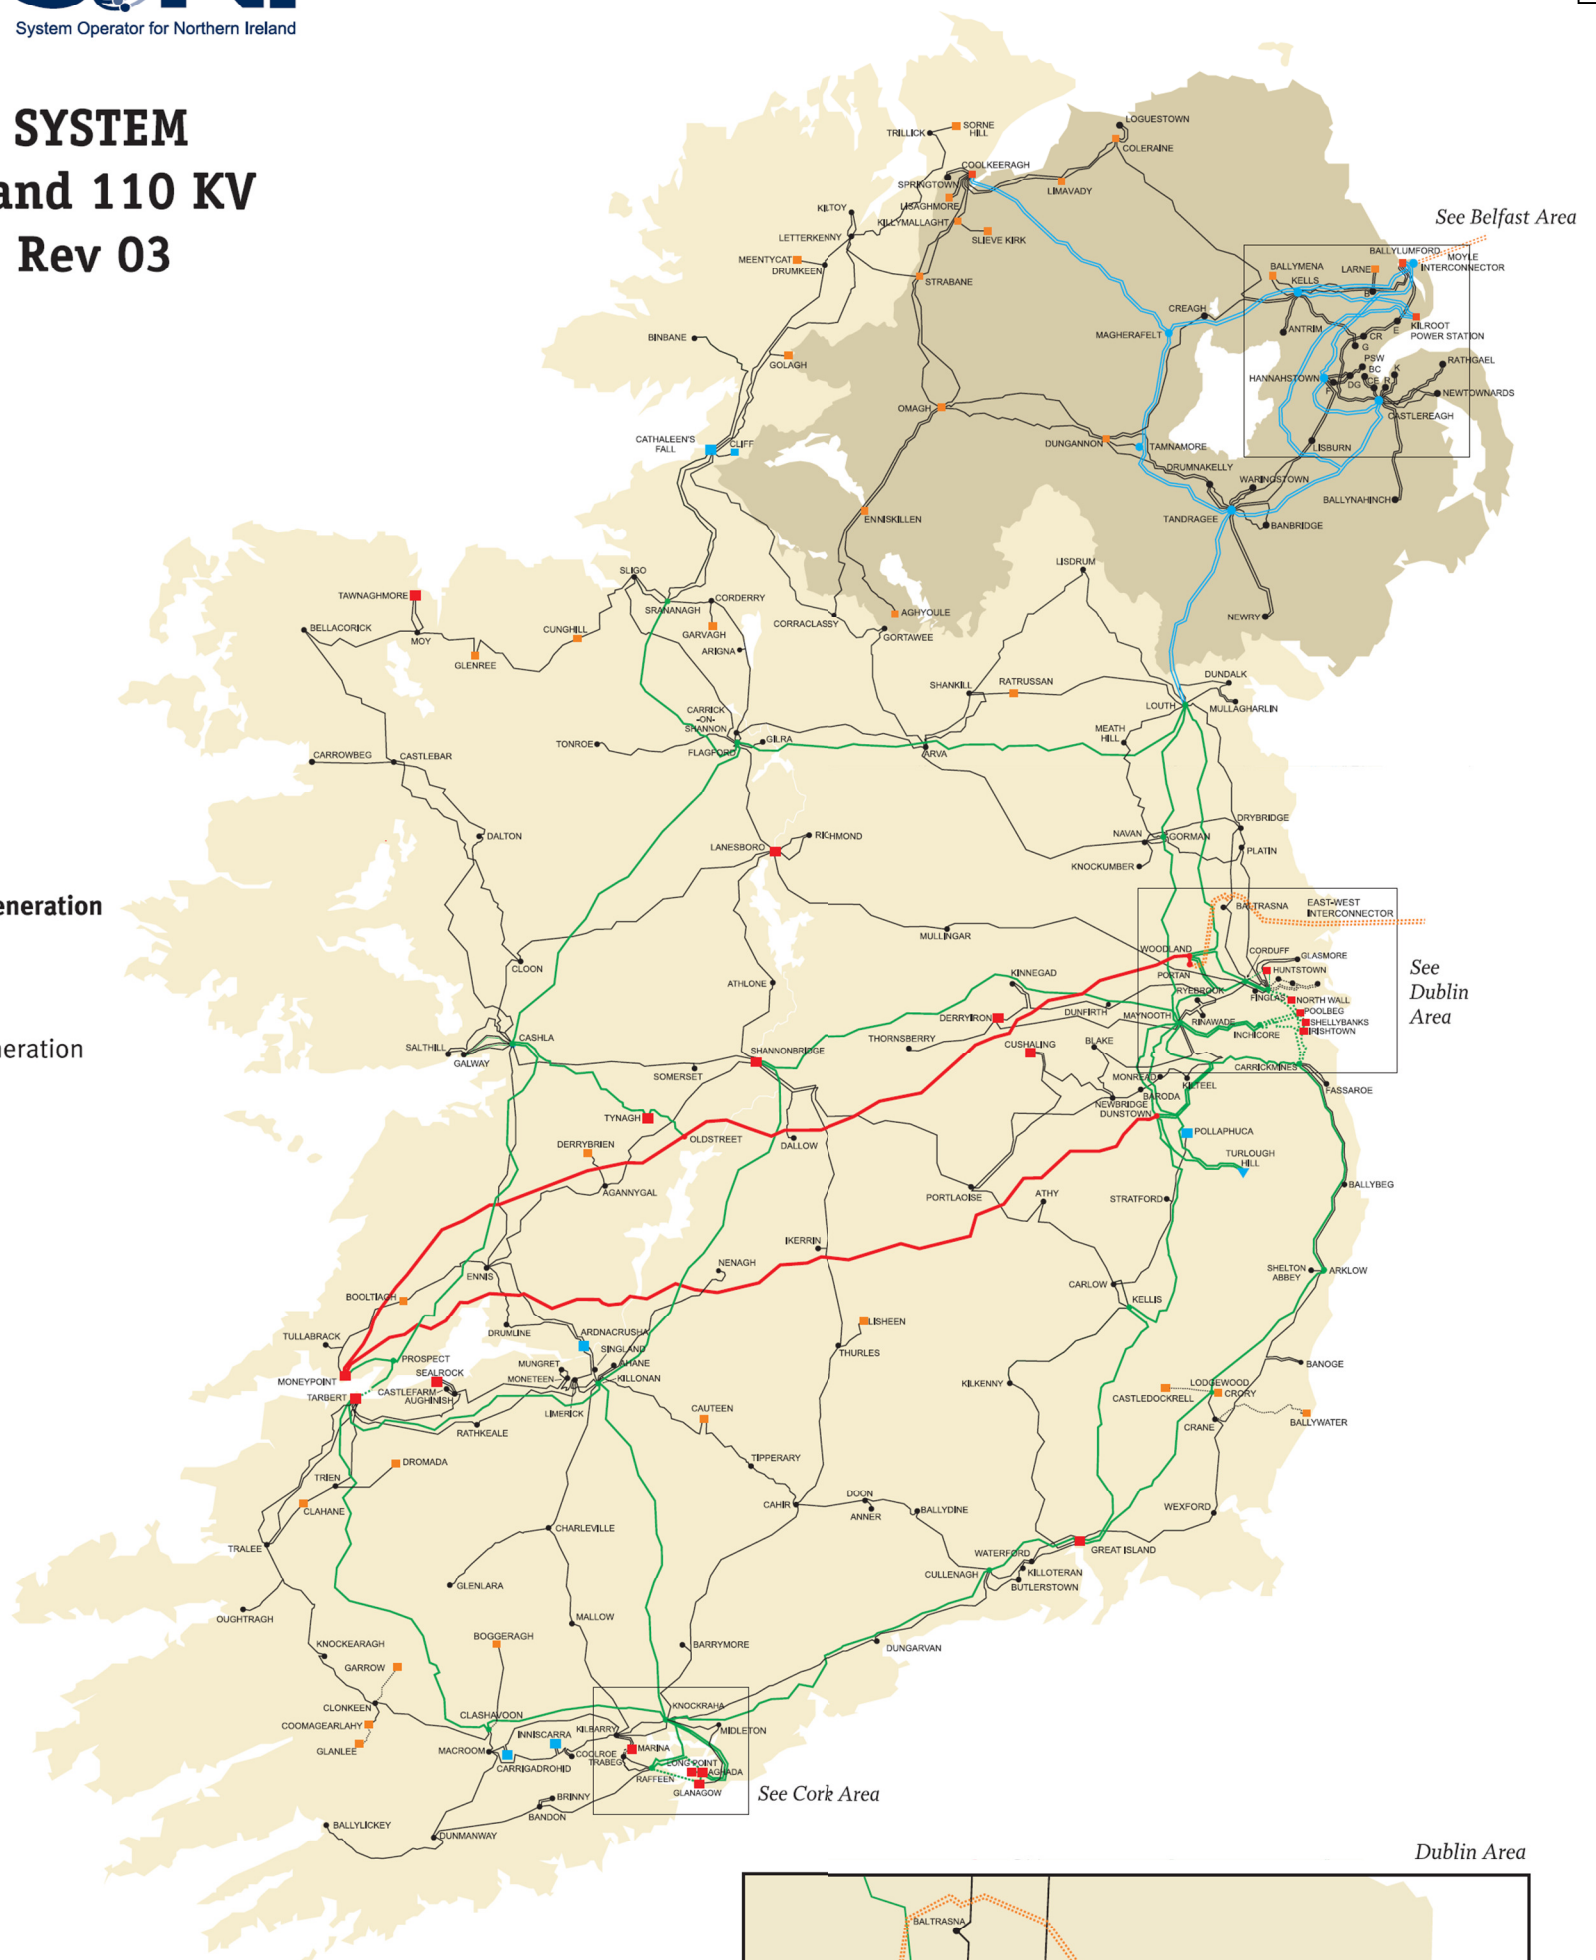 System Operator for Northern Ireland
SYSTEM
and 110 KV
Rev 03
See Belfast Area
LOGUESTOWN
SORNE
HILL
TRILLICK
COLERAINE
COOLKEERAGH
SPRINGTOWN
LIMAVADY
LISAGHMORE
KILTOY
KILLYMALLAGHT
LETTERKENNY
SLIEVE KIRK
MEENTYCAT
DRUMKEEN
STRABANE
BALLYLUMFORD
MOYLE
INTERCONNECTOR
BALLYMENA
LARNE
KELLS
B
CREAGH
MAGHERAFELT
ANTRIM
E
KILROOT
POWER STATION
CR
G
BINBANE
GOLAGH
PSW
RATHGAEL
BC
K
HANNAHSTOWN
DG
CE
R
F
NEWTOWNARDS
OMAGH
CASTLEREAGH
CATHALEEN'S
FALL
CLIFF
DUNGANNON
TAMNAMORE
LISBURN
DRUMNAKELLY
WARINGSTOWN
BALLYNAHINCH
ENNISKILLEN
TANDRAGEE
BANBRIDGE
LISDRUM
SLIGO
TAWNAGHMORE
CORDERRY
SRANANAGH
AGHYOULE
NEWRY
BELLACORICK
MOY
CUNGHILL
GARVAGH
CORRACLASSY
GORTAWEE
GLENREE
ARIGNA
SHANKILL
RATRUSSAN
DUNDALK
LOUTH
MULLAGHARLIN
CARRICK
-ON-
SHANNON
MEATH
HILL
TONROE
GILRA
FLAGFORD
ARVA
CARROWBEG
CASTLEBAR
DRYBRIDGE
DALTON
RICHMOND
LANESBORO
NAVAN
GORMAN
PLATIN
KNOCKUMBER
eneration
BALTRASNA
EAST-WEST
INTERCONNECTOR
MULLINGAR
WOODLAND
CORDUFF
GLASMORE
See
Dublin
Area
CLOON
KINNEGAD
PORTAN
HUNTSTOWN
ATHLONE
RYEBROOK
FINGLAS
NORTH WALL
DERRYIRON
DUNFIRTH
MAYNOOTH
POOLBEG
RINAWADE
SHELLYBANKS
IRISHTOWN
INCHICORE
neration
SALTHILL
GALWAY
CASHLA
SHANNONBRIDGE
THORNSBERRY
CUSHALING
BLAKE
CARRICKMINES
SOMERSET
MONREAD
KILTEEL
FASSAROE
BARODA
NEWBRIDGE
DUNSTOWN
TYNAGH
OLDSTREET
DALLOW
POLLAPHUCA
DERRYBRIEN
TURLOUGH
HILL
AGANNYGAL
PORTLAOISE
ATHY
STRATFORD
BALLYBEG
IKERRIN
NENAGH
ENNIS
SHELTON
ABBEY
ARKLOW
CARLOW
BOOLTIAGH
KELLIS
TULLABRACK
DRUMLINE
ARDNACRUSHA
LISHEEN
SINGLAND
THURLES
PROSPECT
MUNGRET
AHANE
BANOGE
MONEYPOINT
SEALROCK
MONETEEN
KILLONAN
KILKENNY
LODGEWOOD
TARBERT
CASTLEFARM
AUGHINISH
CASTLEDOCKRELL
CRORY
LIMERICK
CAUTEEN
BALLYWATER
RATHKEALE
CRANE
DROMADA
TIPPERARY
TRIEN
CLAHANE
CAHIR
DOON
ANNER
BALLYDINE
WEXFORD
CHARLEVILLE
TRALEE
GREAT ISLAND
WATERFORD
GLENLARA
CULLENAGH
KILLOTERAN
BUTLERSTOWN
OUGHTRAGH
MALLOW
KNOCKEARAGH
BOGGERAGH
BARRYMORE
DUNGARVAN
GARROW
CLONKEEN
CLASHAVOON
KNOCKRAHA
COOMAGEARLAHY
INNISCARRA
KILBARRY
MIDLETON
GLANLEE
MACROOM
COOLROE
MARINA
CARRIGADROHID
TRABEG
LONG POINT
RAFFEEN
AGHADA
GLANAGOW
See Cork Area
BRINNY
BANDON
BALLYLICKEY
DUNMANWAY
Dublin Area
BALTRASNA